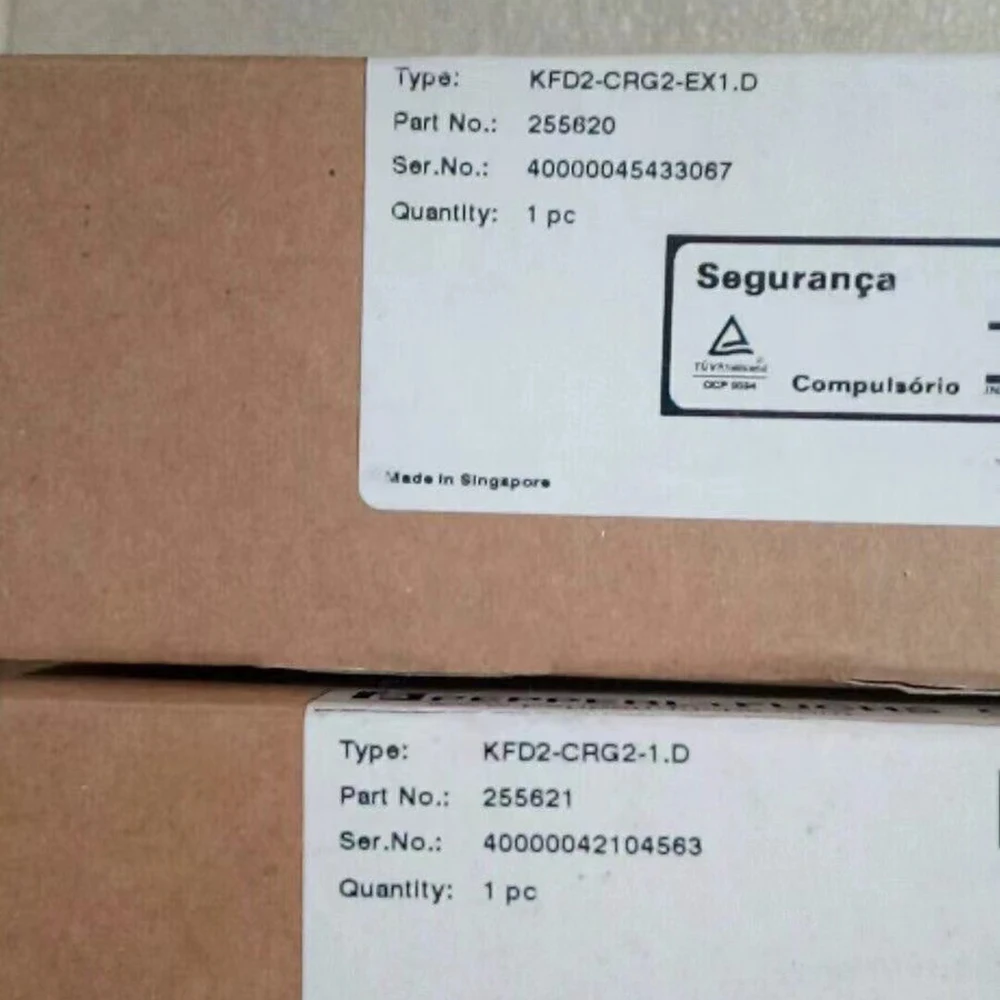 Type: KFD2-CRG2-EX1.D
Part No.: 255620
Ser.No.: 40000045433067
Quantity: 1 pc
Segurança
Compulsório
Made in Singapore
Type: KFD2-CRG2-1.D
Part No.: 255621
Ser.No.: 40000042104563
Quantity: 1 pc